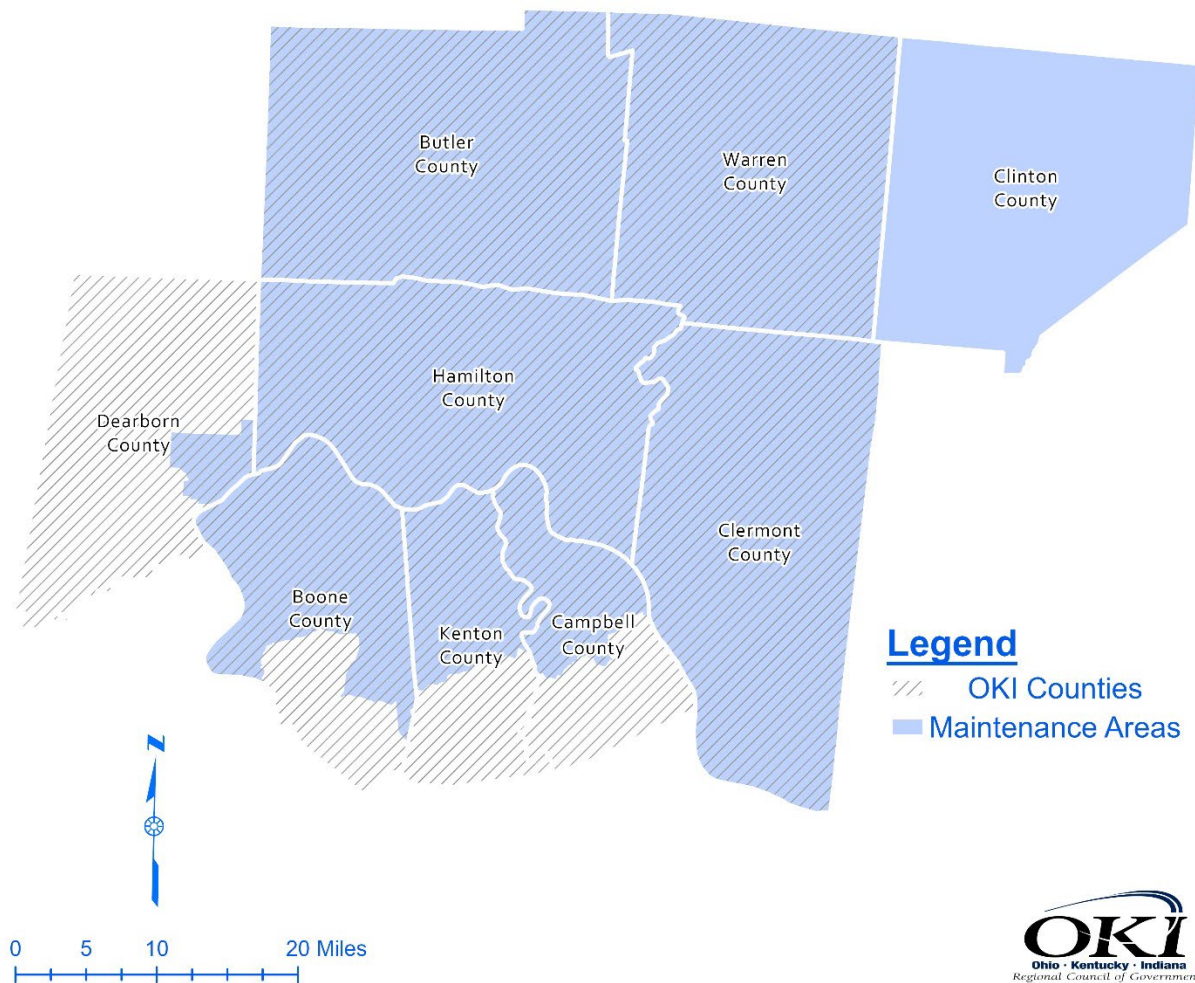 Butler
County
Warren
County
Clinton
County
Hamilton
County
Dearborn
County
Clermont
County
Boone
County
Kenton
County
Campbell
County
Legend
OKI Counties
Maintenance Areas
N
0 5 10 20 Miles
OKI
Ohio · Kentucky · Indiana
Regional Council of Governmen